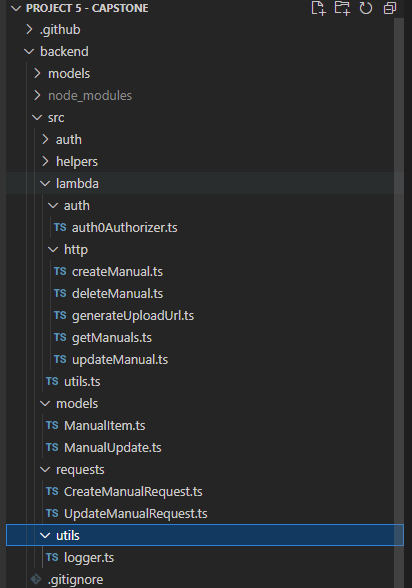 PROJECT 5 - CAPSTONE
.github
backend
models
node_modules
src
auth
helpers
lambda
auth
TS auth0Authorizer.ts
http
TS createManual.ts
TS deleteManual.ts
TS generateUploadUrl.ts
TS getManuals.ts
TS updateManual.ts
TS utils.ts
models
TS ManualItem.ts
TS ManualUpdate.ts
requests
TS CreateManualRequest.ts
TS UpdateManualRequest.ts
utils
TS logger.ts
.gitignore